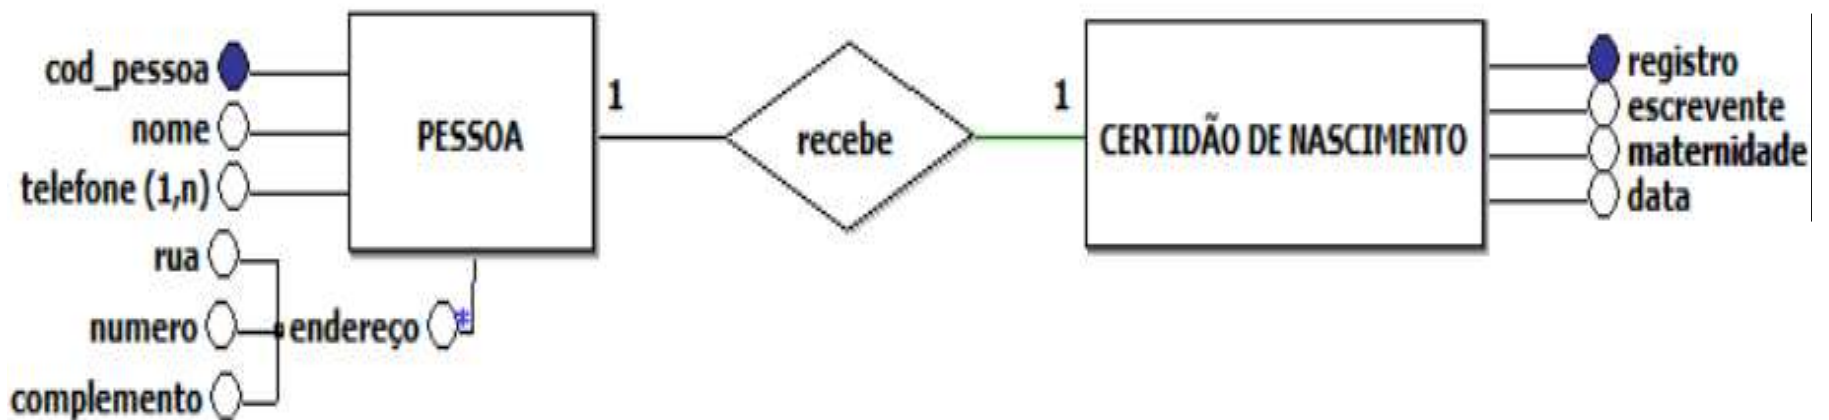 cod_pessoa
nome
telefone (1,n)
rua
numero
complemento
endereço
*
PESSOA
1
recebe
1
CERTIDÃO DE NASCIMENTO
registro
escrevente
maternidade
data